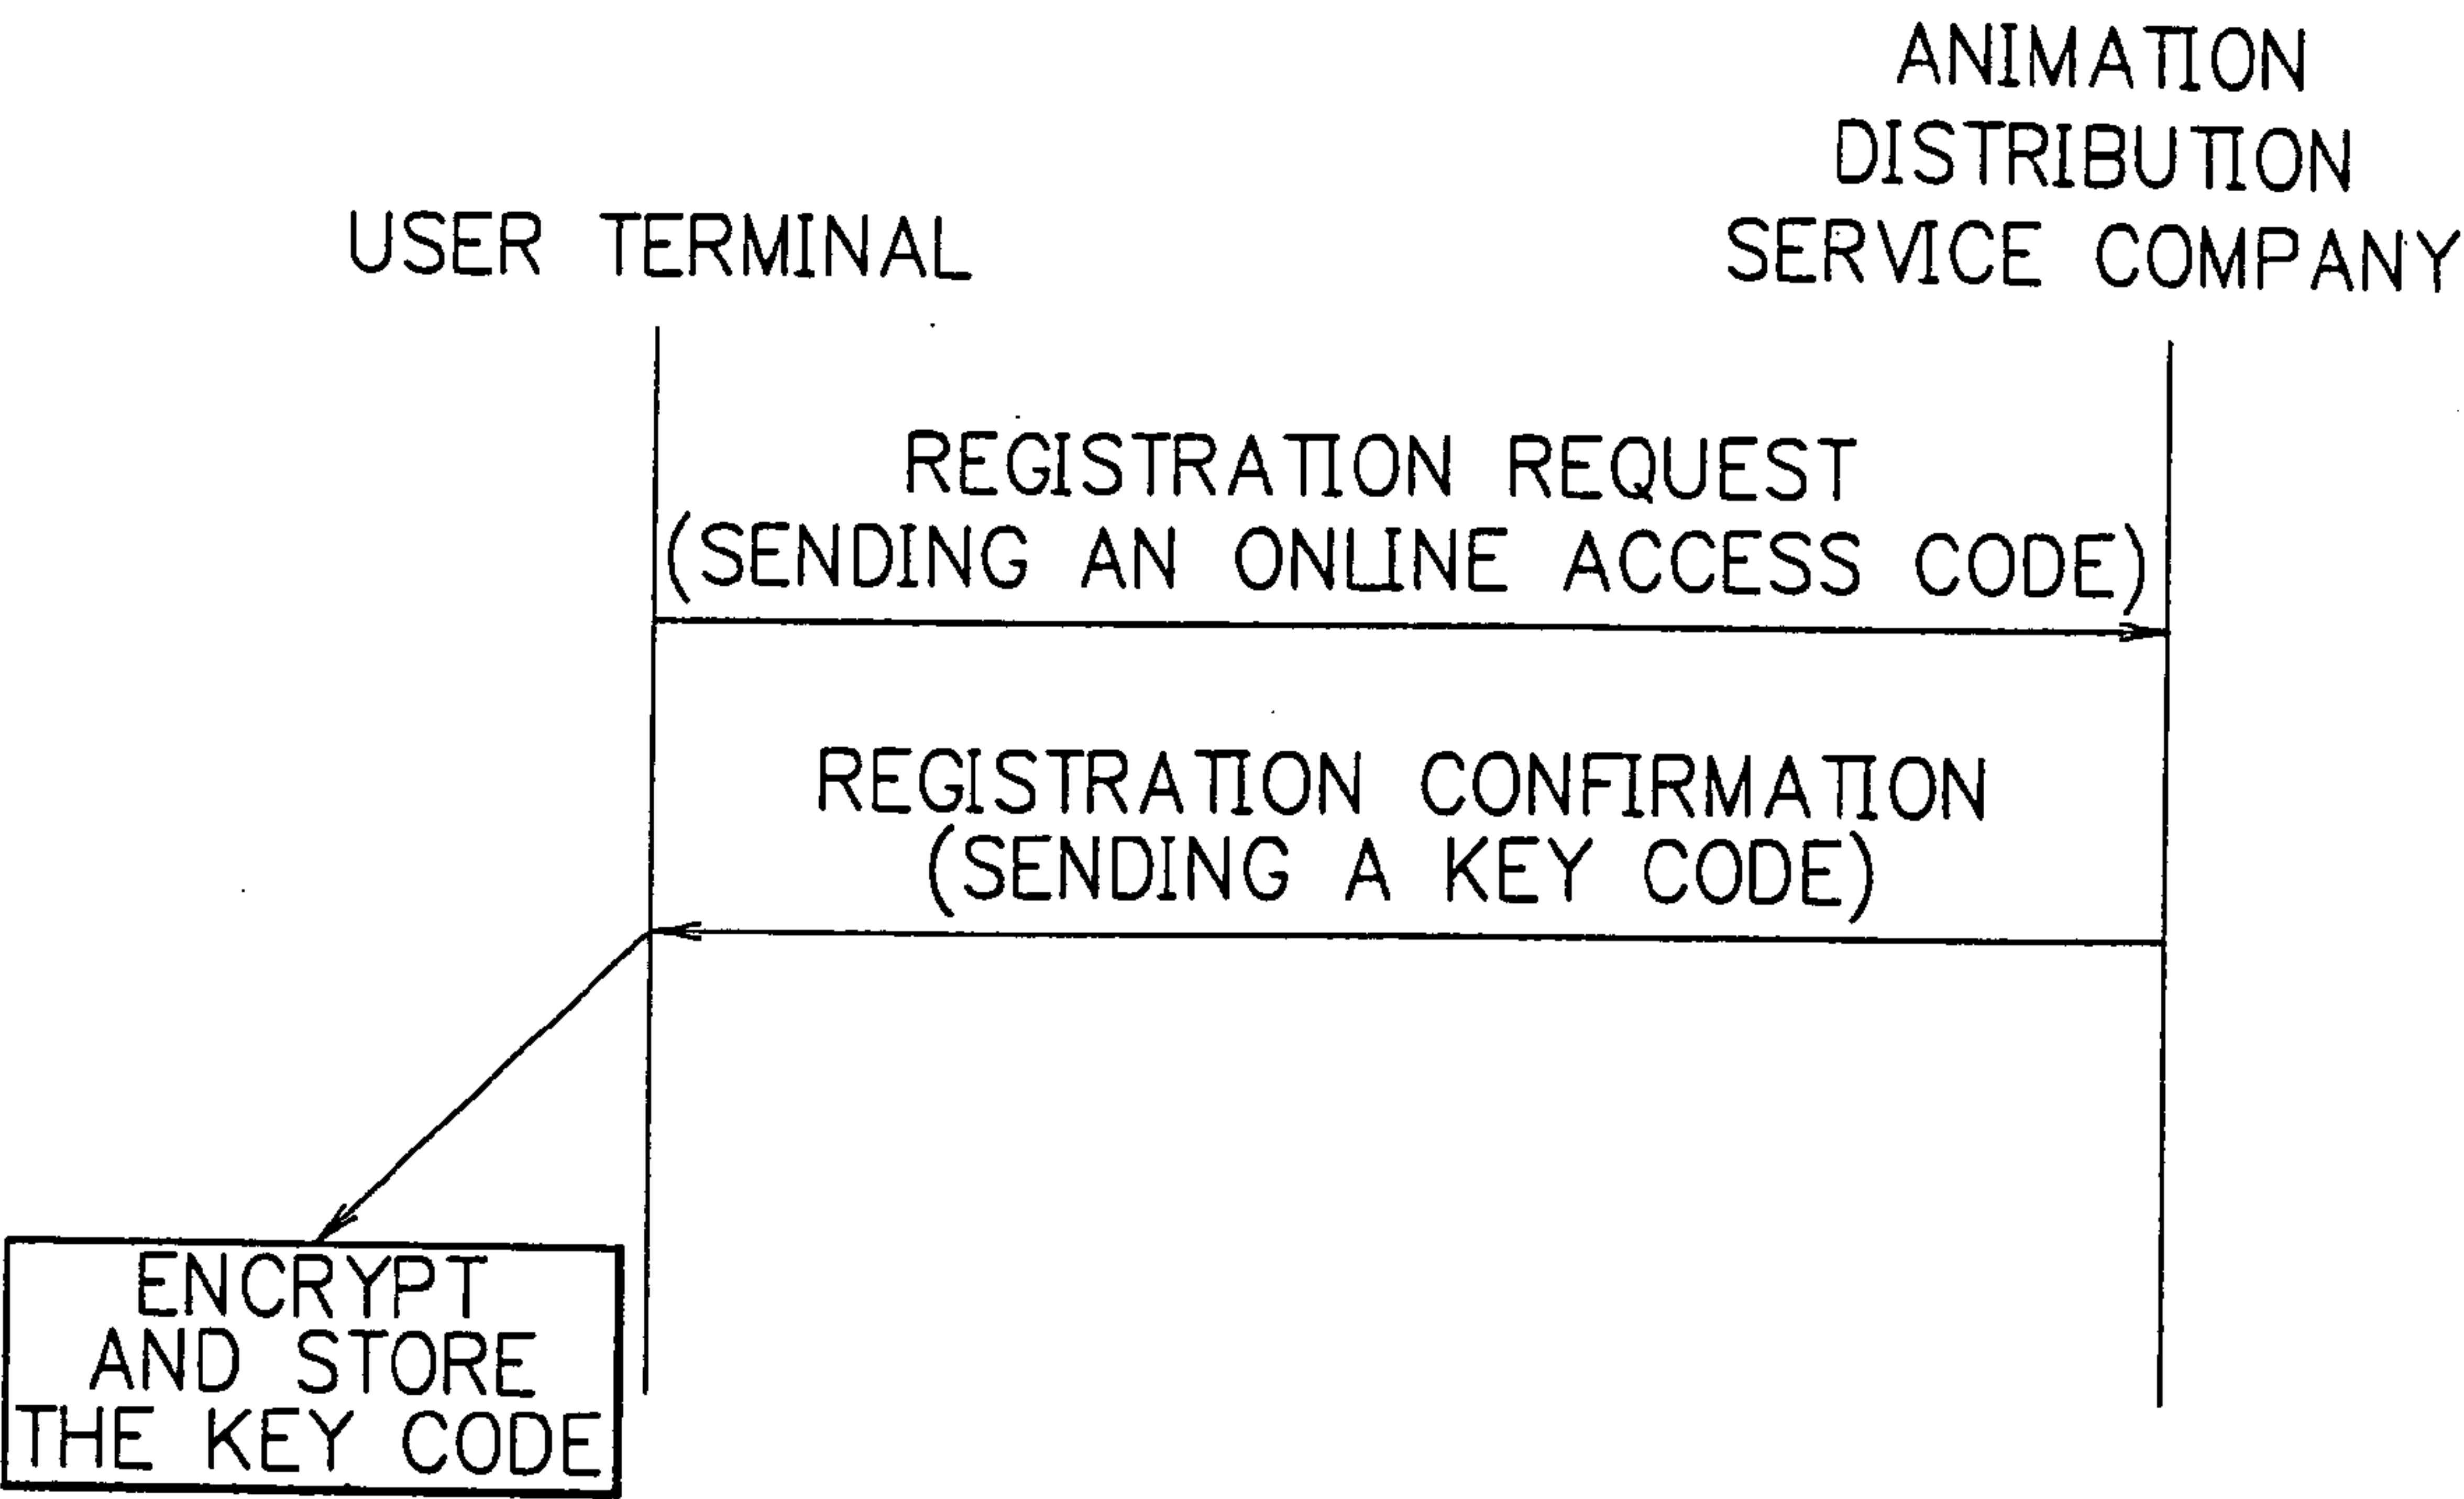 ANIMATION
DISTRIBUTION
SERVICE COMPANY
USER TERMINAL
REGISTRATION REQUEST
(SENDING AN ONLINE ACCESS CODE)
REGISTRATION CONFIRMATION
(SENDING A KEY CODE)
ENCRYPT
AND STORE
THE KEY CODE